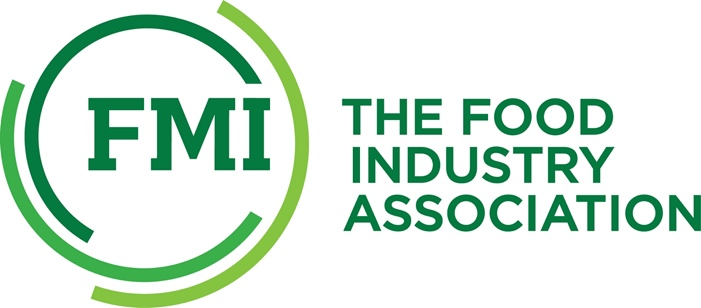 FMI
THE FOOD
INDUSTRY
ASSOCIATION